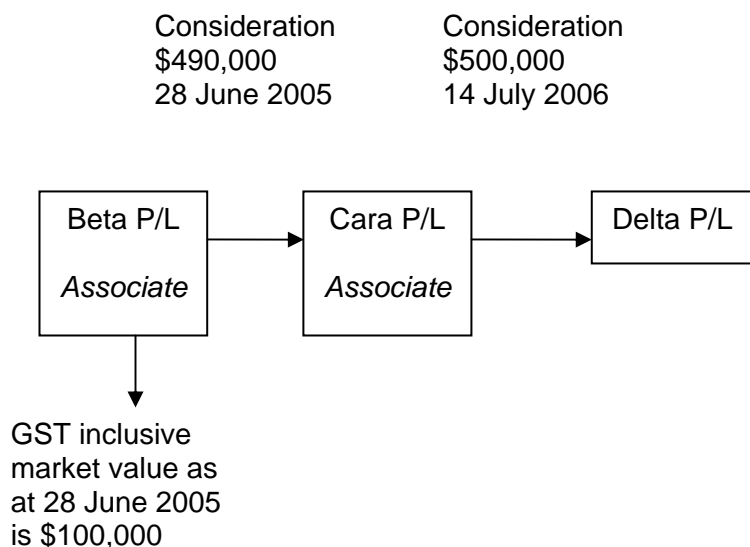 Consideration
$490,000
28 June 2005
Consideration
$500,000
14 July 2006
Beta P/L
Associate
Cara P/L
Associate
Delta P/L
GST inclusive
market value as
at 28 June 2005
is $100,000